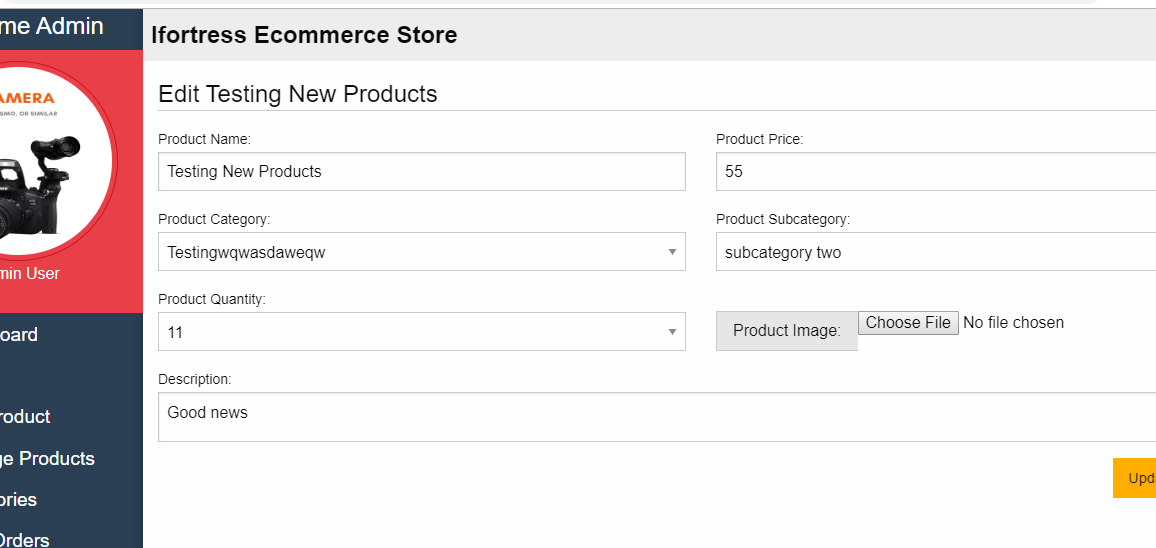 me Admin
Ifortress Ecommerce Store
AMERA
SMO, OR SIMILAR
min User
oard
roduct
ge Products
ories
Orders
Edit Testing New Products
Product Name:
Product Price:
Testing New Products
55
Product Category:
Product Subcategory:
Testingwqwasdaweqw
subcategory two
Product Quantity:
11
Product Image:
Choose File No file chosen
Description:
Good news
Upd